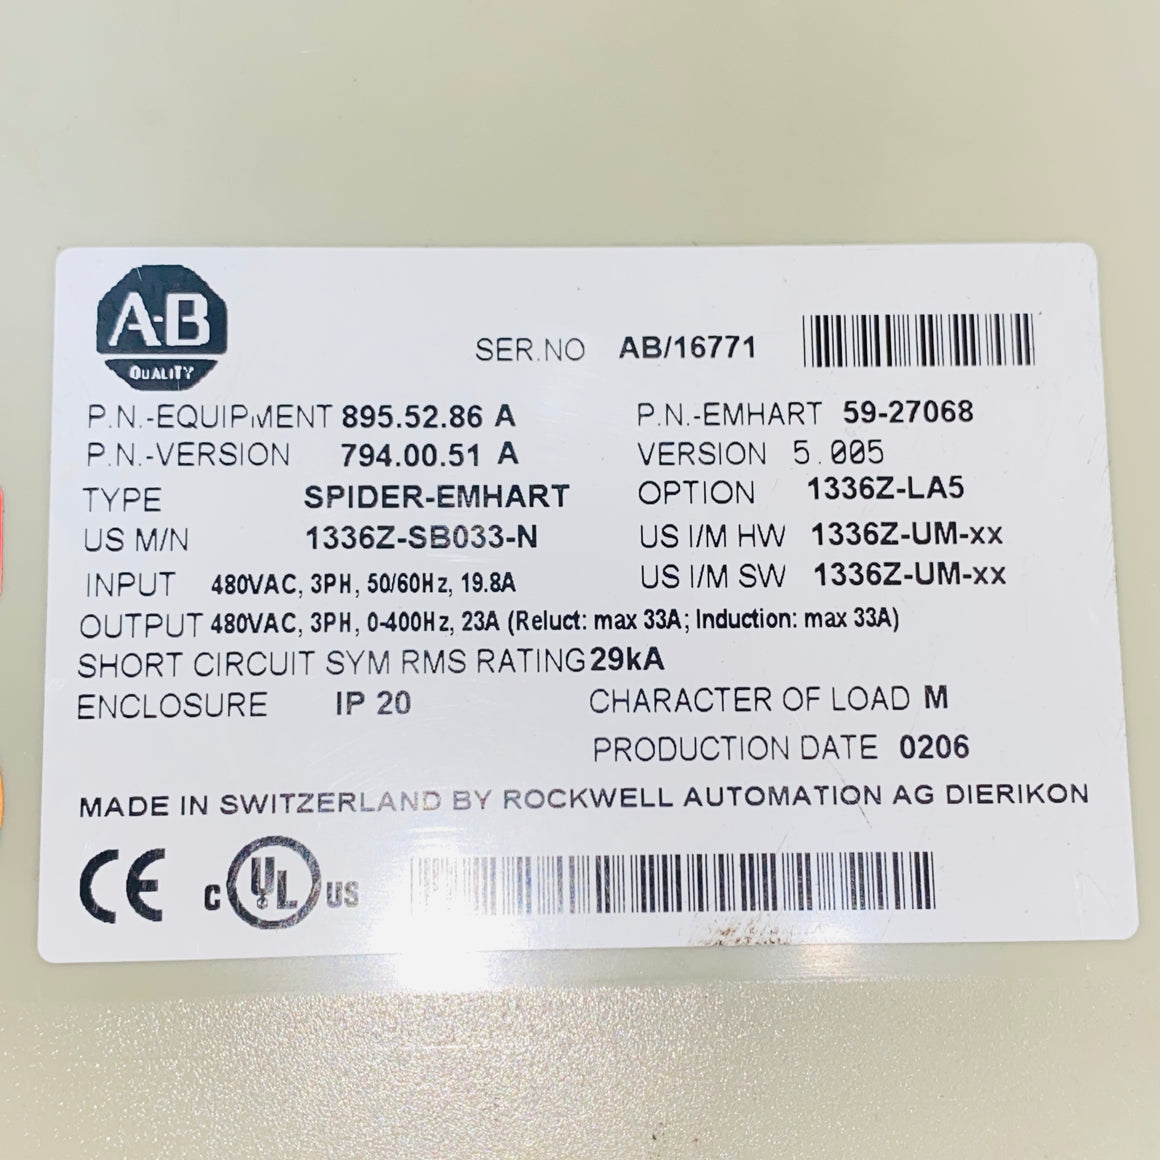 A-B
QUALITY
SER.NO AB/16771
P.N.-EQUIPMENT 895.52.86 A P.N.-EMHART 59-27068
P.N.-VERSION 794.00.51 A VERSION 5.005
TYPE SPIDER-EMHART OPTION 1336Z-LA5
US M/N 1336Z-SB033-N US I/M HW 1336Z-UM-xx
INPUT 480VAC, 3PH, 50/60Hz, 19.8A US I/M SW 1336Z-UM-xx
OUTPUT 480VAC, 3PH, 0-400Hz, 23A (Reluct: max 33A; Induction: max 33A)
SHORT CIRCUIT SYM RMS RATING 29kA
ENCLOSURE IP 20 CHARACTER OF LOAD M
PRODUCTION DATE 0206
MADE IN SWITZERLAND BY ROCKWELL AUTOMATION AG DIERIKON
CE c UL US